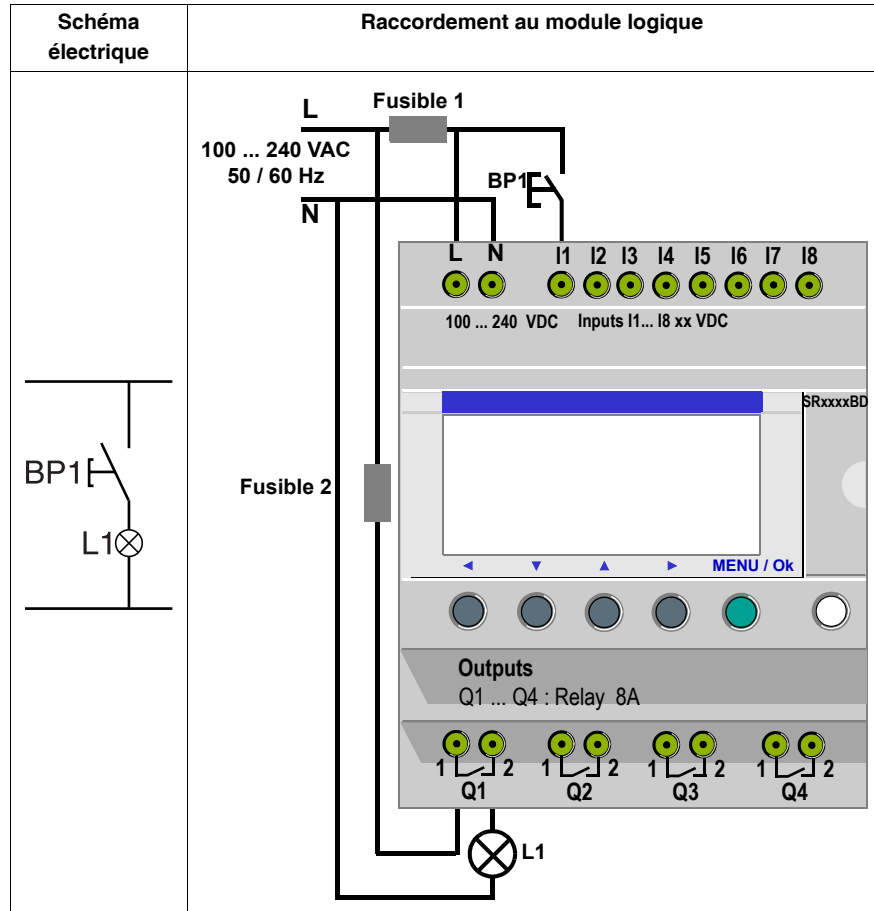 Schéma
électrique
Raccordement au module logique
L
Fusible 1
100 ... 240 VAC
50 / 60 Hz
BP1
N
L N I1 I2 I3 I4 I5 I6 I7 I8
100 ... 240 VDC Inputs I1... I8 xx VDC
SRxxxxBD
BP1
Fusible 2
L1
MENU / Ok
Outputs
Q1 ... Q4 : Relay 8A
1 2 1 2 1 2 1 2
Q1 Q2 Q3 Q4
L1